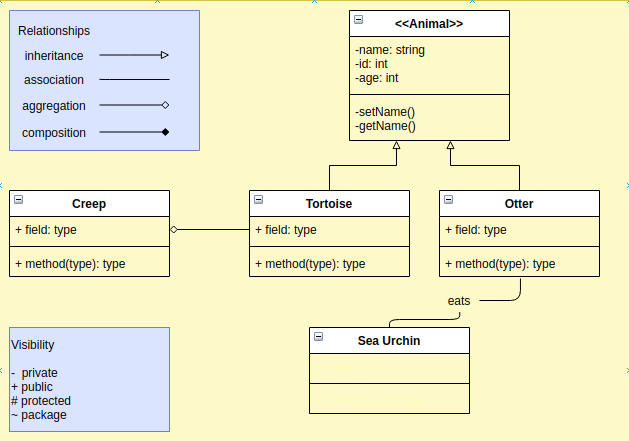 Relationships
inheritance
association
aggregation
composition
<<Animal>>
-name: string
-id: int
-age: int
-setName()
-getName()
Creep
+ field: type
+ method(type): type
Tortoise
+ field: type
+ method(type): type
Otter
+ field: type
+ method(type): type
eats
Sea Urchin
Visibility
- private
+ public
# protected
~ package